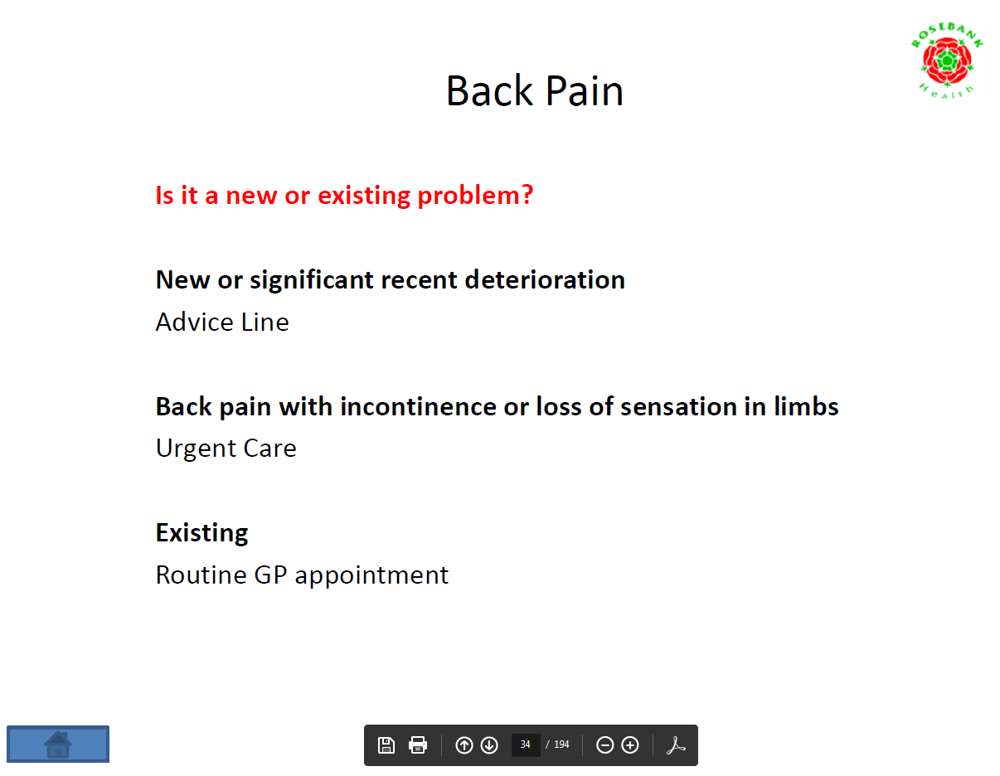 ROSEBANK
Health
Back Pain
Is it a new or existing problem?
New or significant recent deterioration
Advice Line
Back pain with incontinence or loss of sensation in limbs
Urgent Care
Existing
Routine GP appointment
34 / 194